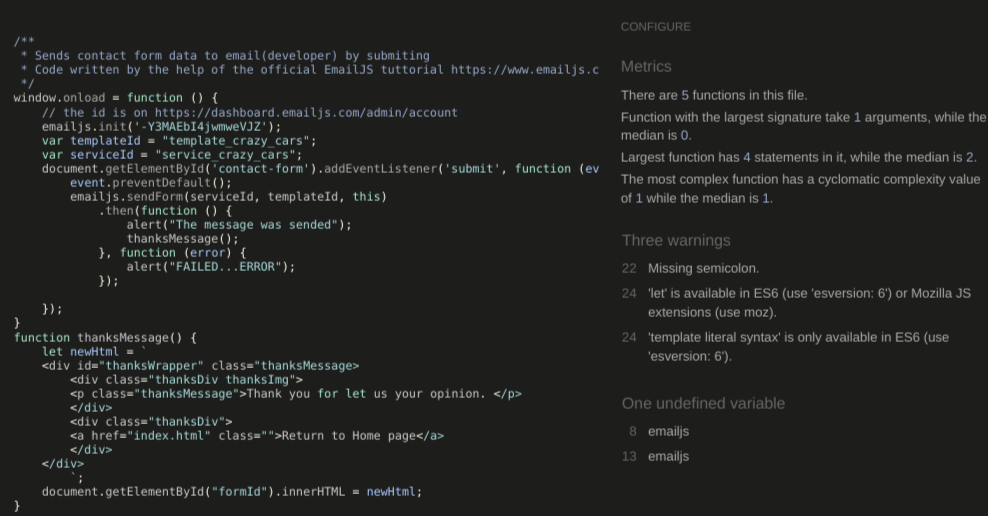 /**
 * Sends contact form data to email(developer) by submiting
 * Code written by the help of the official EmailJS tuttorial https://www.emailjs.c
 */
window.onload = function () {
    // the id is on https://dashboard.emailjs.com/admin/account
    emailjs.init('-Y3MAEbI4jwmweVJZ');
    var templateId = "template_crazy_cars";
    var serviceId = "service_crazy_cars";
    document.getElementById('contact-form').addEventListener('submit', function (ev
        event.preventDefault();
        emailjs.sendForm(serviceId, templateId, this)
            .then(function () {
                alert("The message was sended");
                thanksMessage();
            }, function (error) {
                alert("FAILED...ERROR");
            });
    });
}
function thanksMessage() {
    let newHtml = `
    <div id="thanksWrapper" class="thanksMessage>
        <div class="thanksDiv thanksImg">
        <p class="thanksMessage">Thank you for let us your opinion. </p>
        </div>
        <div class="thanksDiv">
        <a href="index.html" class="">Return to Home page</a>
        </div>
    </div>
        `;
    document.getElementById("formId").innerHTML = newHtml;
}
CONFIGURE
Metrics
There are 5 functions in this file.
Function with the largest signature take 1 arguments, while the
median is 0.
Largest function has 4 statements in it, while the median is 2.
The most complex function has a cyclomatic complexity value
of 1 while the median is 1.
Three warnings
22 Missing semicolon.
24 'let' is available in ES6 (use 'esversion: 6') or Mozilla JS
extensions (use moz).
24 'template literal syntax' is only available in ES6 (use
'esversion: 6').
One undefined variable
8 emailjs
13 emailjs